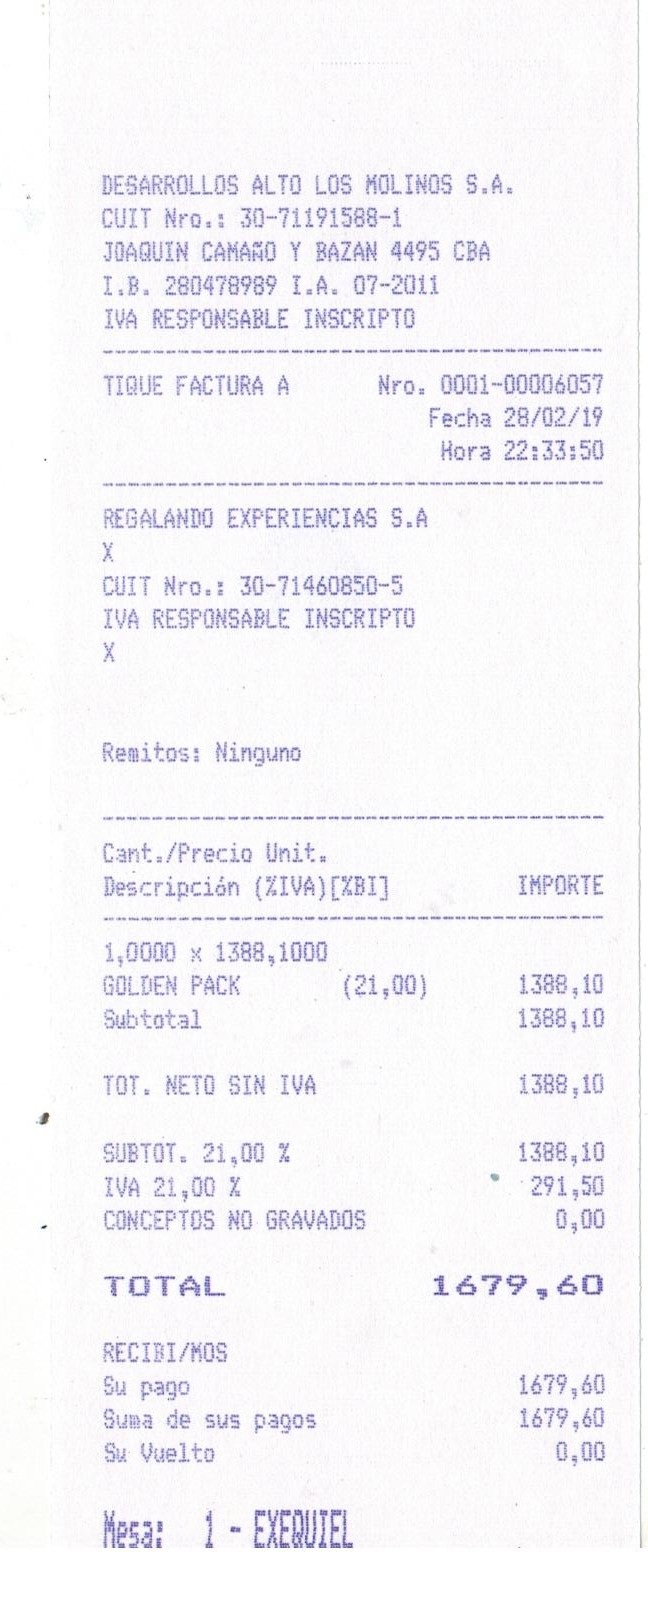 DESARROLLOS ALTO LOS MOLINOS S.A.
CUIT Nro.: 30-71191588-1
JOAQUIN CAMAÑO Y BAZAN 4495 CBA
I.B. 280478989 I.A. 07-2011
IVA RESPONSABLE INSCRIPTO
TIQUE FACTURA A Nro. 0001-00006057
Fecha 28/02/19
Hora 22:33:50
REGALANDO EXPERIENCIAS S.A
X
CUIT Nro.: 30-71460850-5
IVA RESPONSABLE INSCRIPTO
X
Remitos: Ninguno
Cant./Precio Unit.
Descripción (%IVA)[%BI] IMPORTE
1,0000 x 1388,1000
GOLDEN PACK (21,00) 1388,10
Subtotal 1388,10
TOT. NETO SIN IVA 1388,10
SUBTOT. 21,00 % 1388,10
IVA 21,00 % 291,50
CONCEPTOS NO GRAVADOS 0,00
TOTAL 1679,60
RECIBI/MOS
Su pago 1679,60
Suma de sus pagos 1679,60
Su Vuelto 0,00
Mesa: 1 - EXEQUIEL